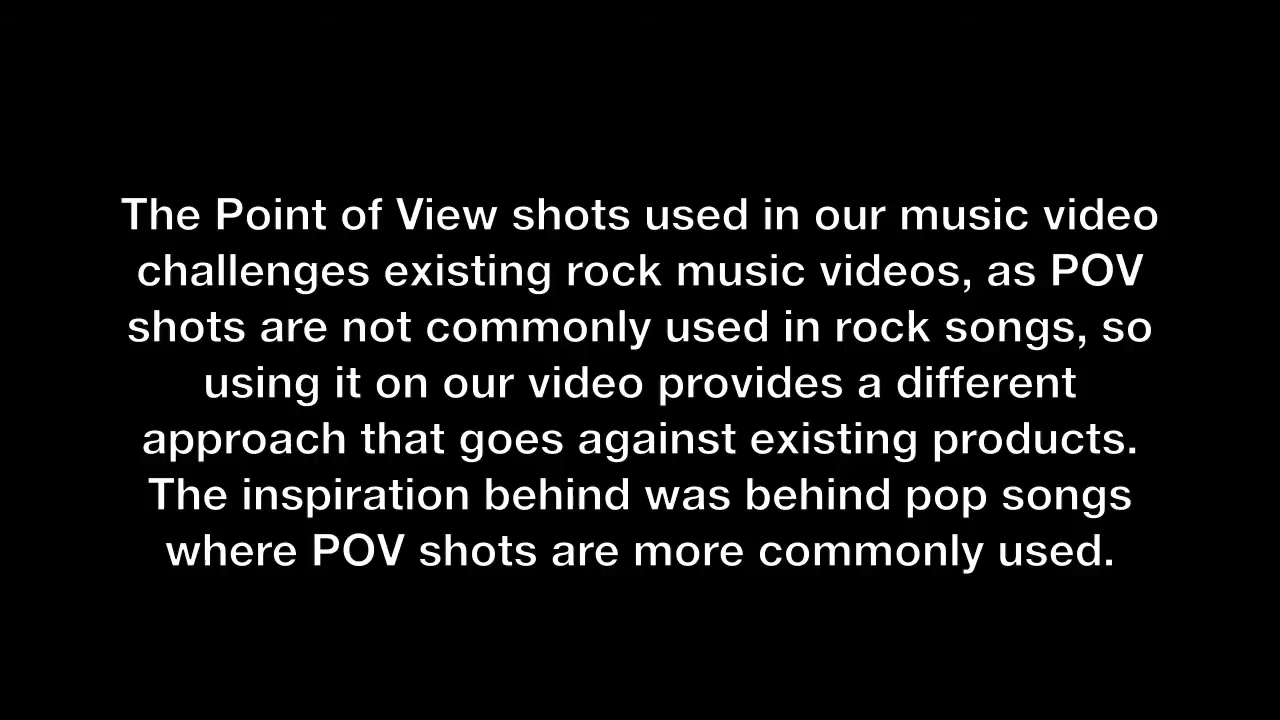 The Point of View shots used in our music video
challenges existing rock music videos, as POV
shots are not commonly used in rock songs, so
using it on our video provides a different
approach that goes against existing products.
The inspiration behind was behind pop songs
where POV shots are more commonly used.